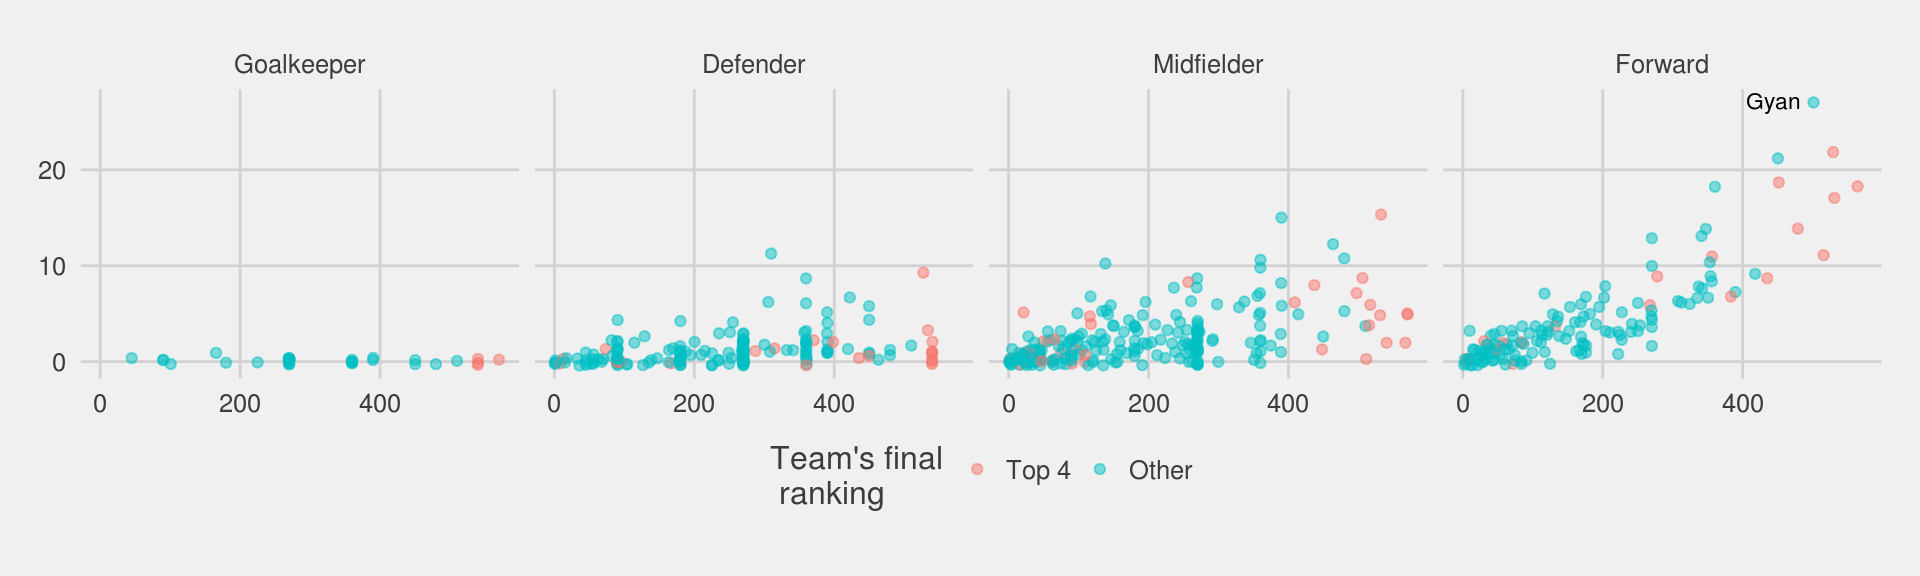 Goalkeeper Defender Midfielder Forward
Gyan
20
10
0
0 200 400 0 200 400 0 200 400 0 200 400
Team's final
ranking
Top 4 Other